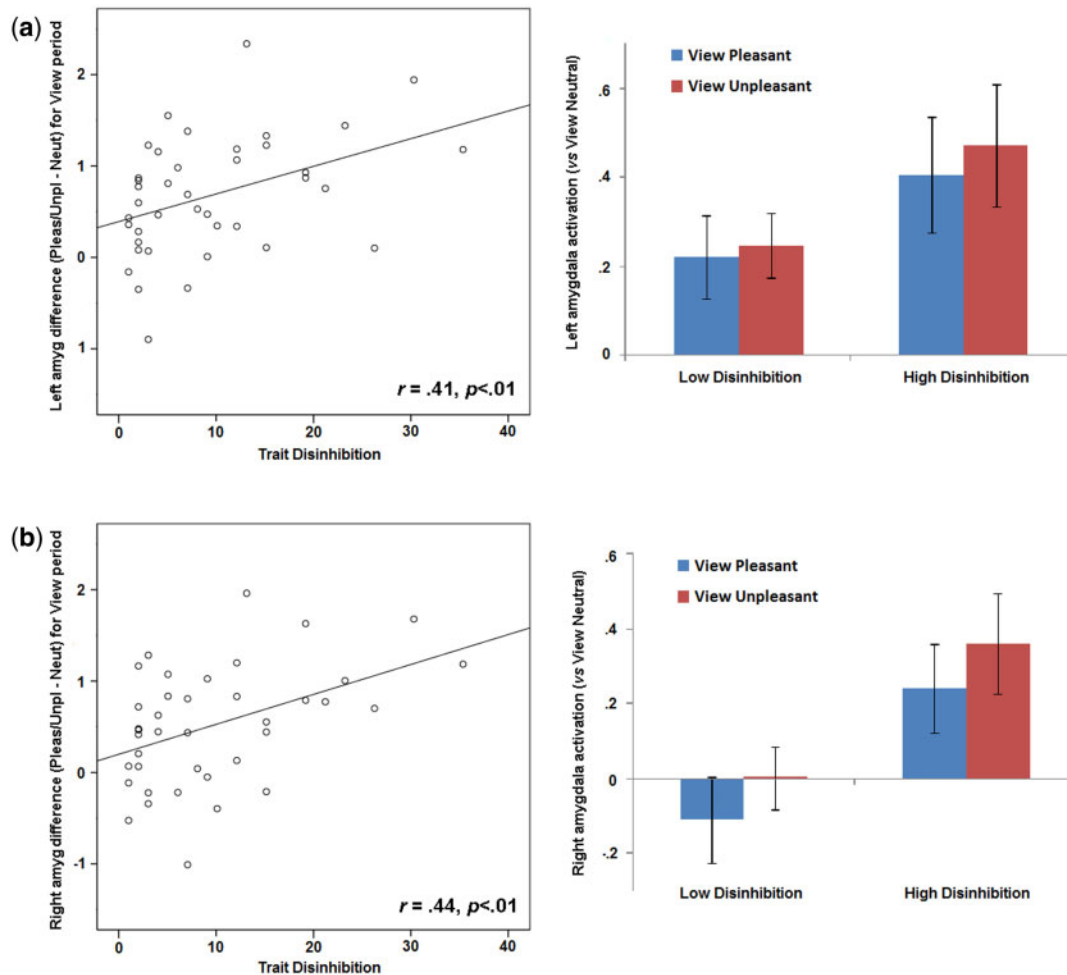 (a)
Left amyg difference (Pleas/Unpl - Neut) for View period
2
1
0
1
0
10
20
30
40
r = .41, p<.01
Trait Disinhibition
Left amygdala activation (vs View Neutral)
View Pleasant
View Unpleasant
.6
.4
.2
0
Low Disinhibition
High Disinhibition
(b)
Right amyg difference (Pleas/Unpl - Neut) for View period
2
1
0
-1
0
10
20
30
40
r = .44, p<.01
Trait Disinhibition
Right amygdala activation (vs View Neutral)
View Pleasant
View Unpleasant
.6
.4
.2
0
-.2
Low Disinhibition
High Disinhibition